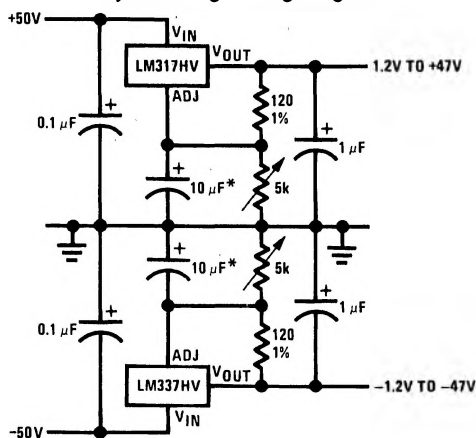 +50V
VIN
LM317HV
VOUT
1.2V TO +47V
ADJ
120
1%
0.1 μF
+
10 μF*
+
5k
1 μF
+
10 μF*
+
5k
1 μF
+
0.1 μF
+
120
1%
ADJ
LM337HV
VOUT
−1.2V TO −47V
VIN
−50V